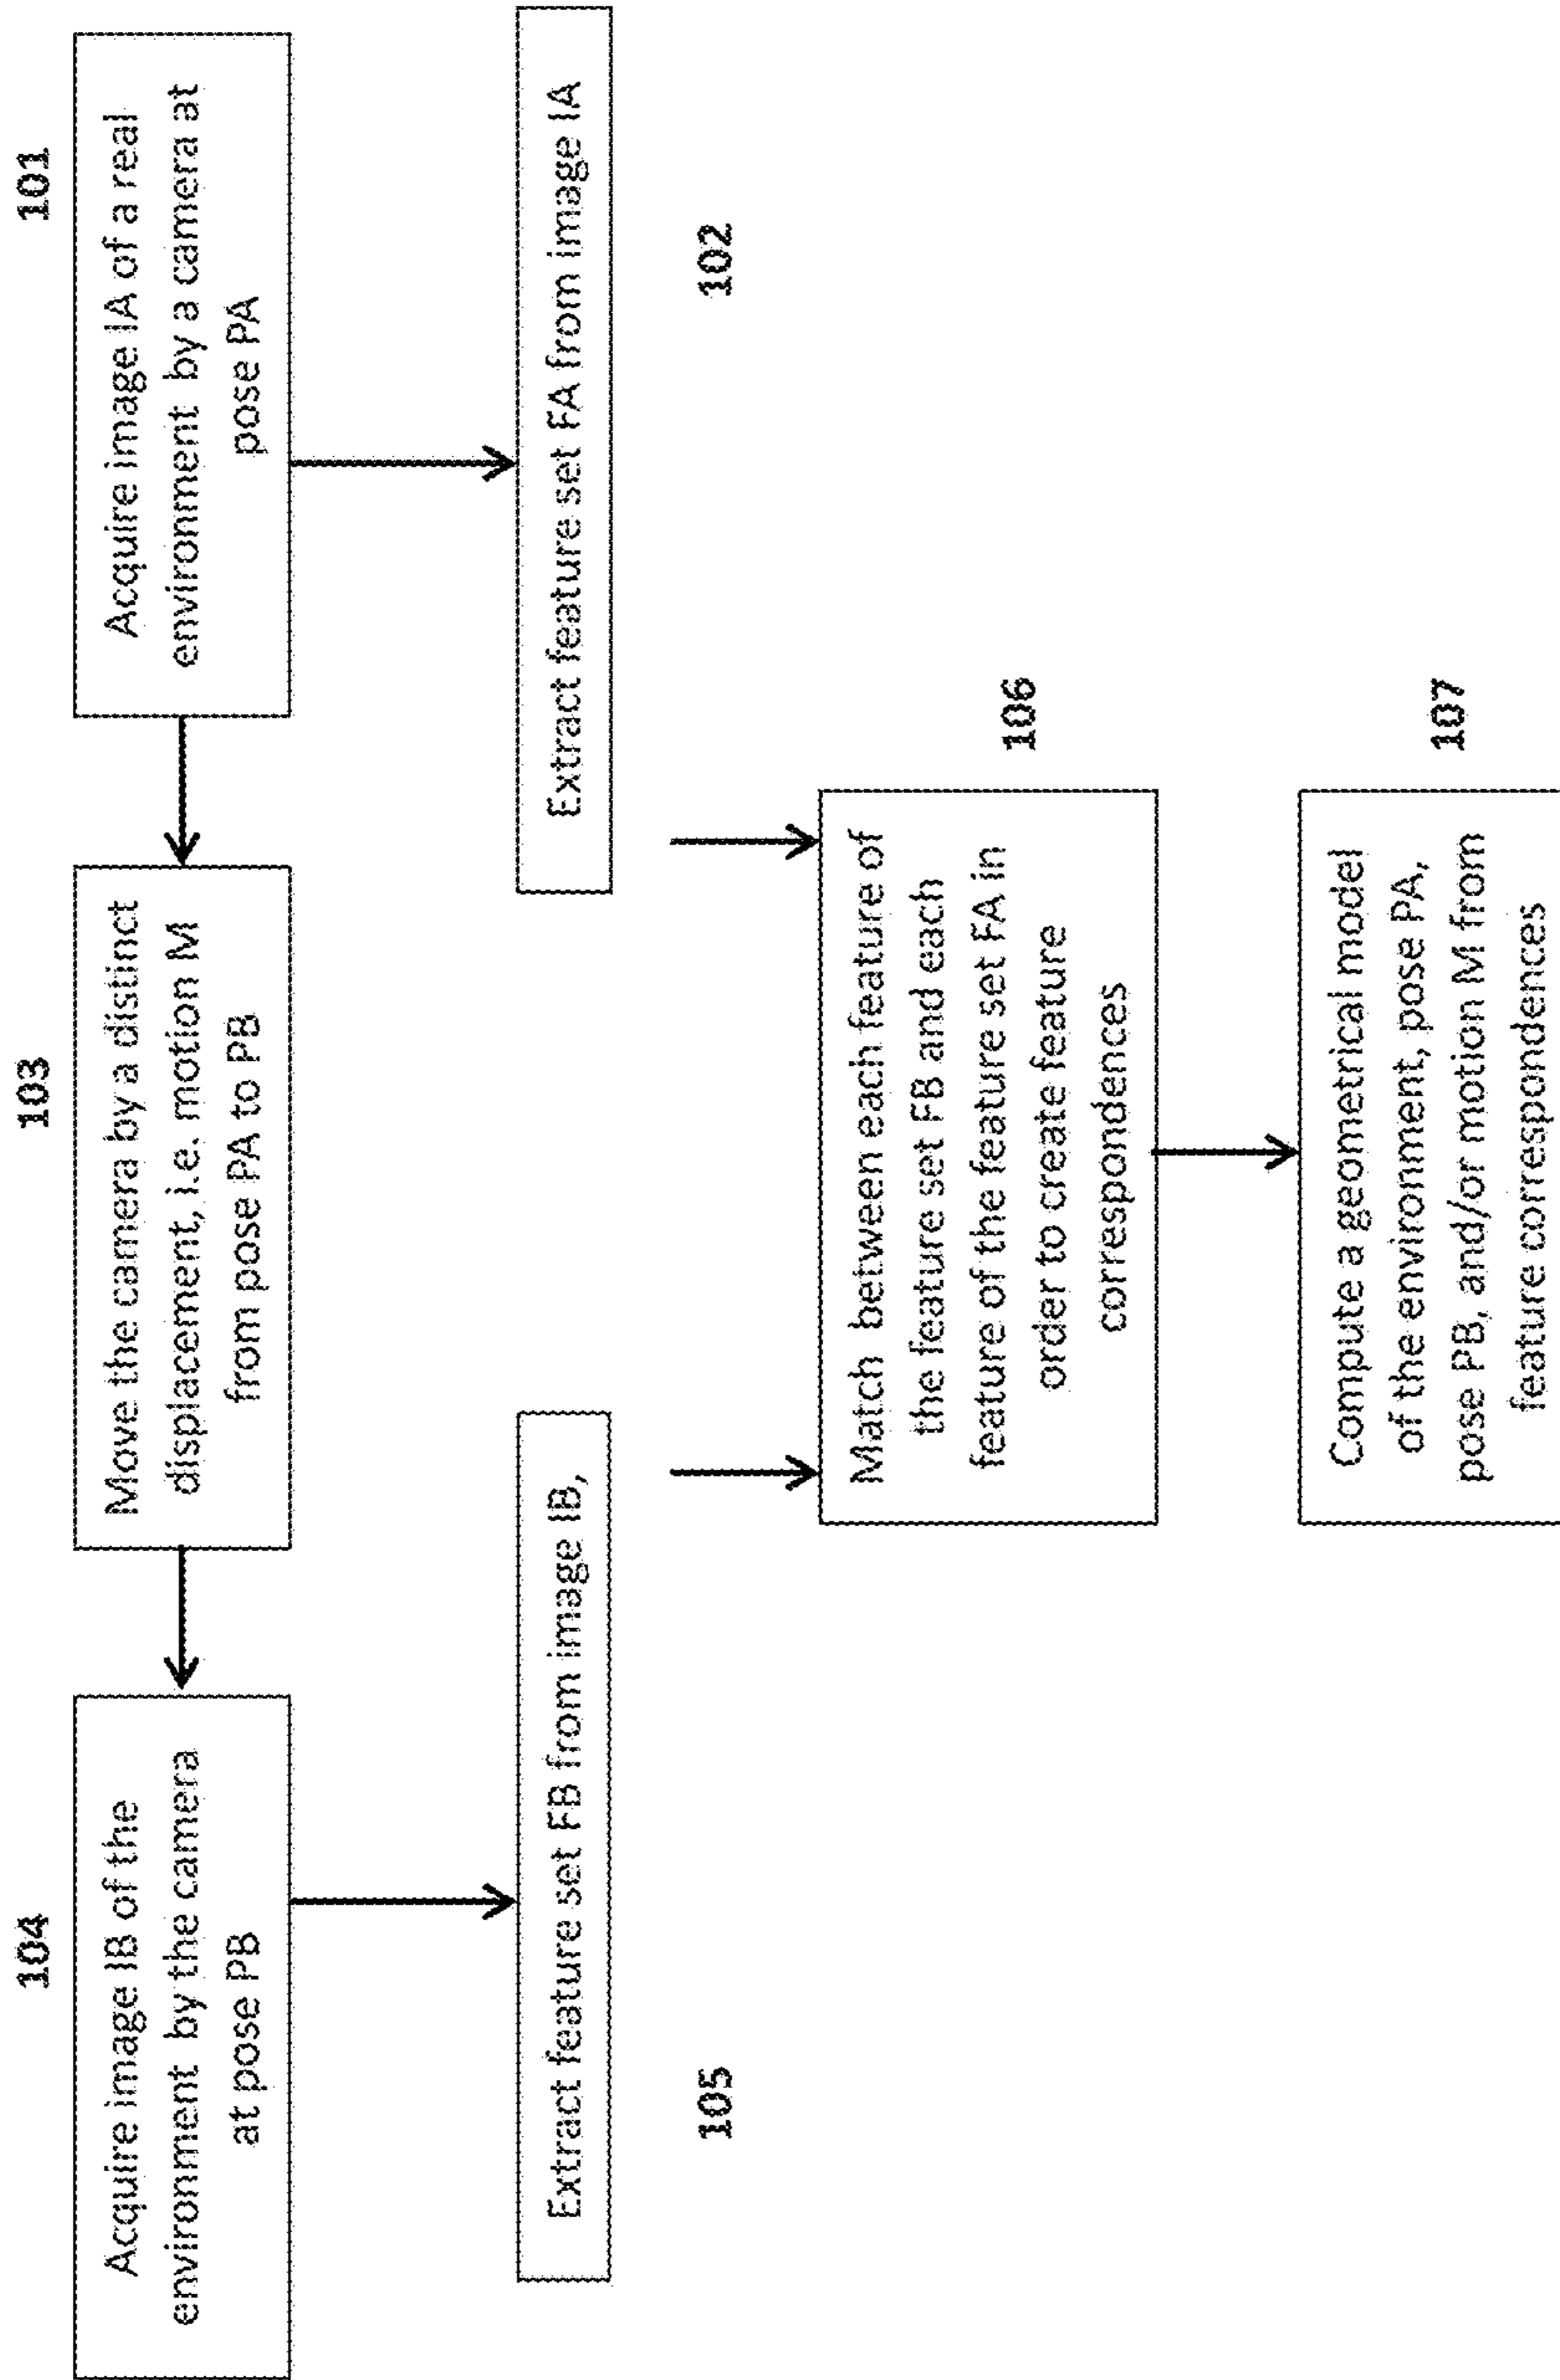 101
Acquire image IA of a real
environment by a camera at
pose PA
Extract feature set FA from image IA
102
103
Move the camera by a distinct
displacement, i.e. motion M
from pose PA to PB
104
Acquire image IB of the
environment by the camera
at pose PB
Extract feature set FB from image IB,
105
Match between each feature of
the feature set FB and each
feature of the feature set FA in
order to create feature
correspondences
106
Compute a geometrical model
of the environment, pose PA,
pose PB, and/or motion M from
feature correspondences
107